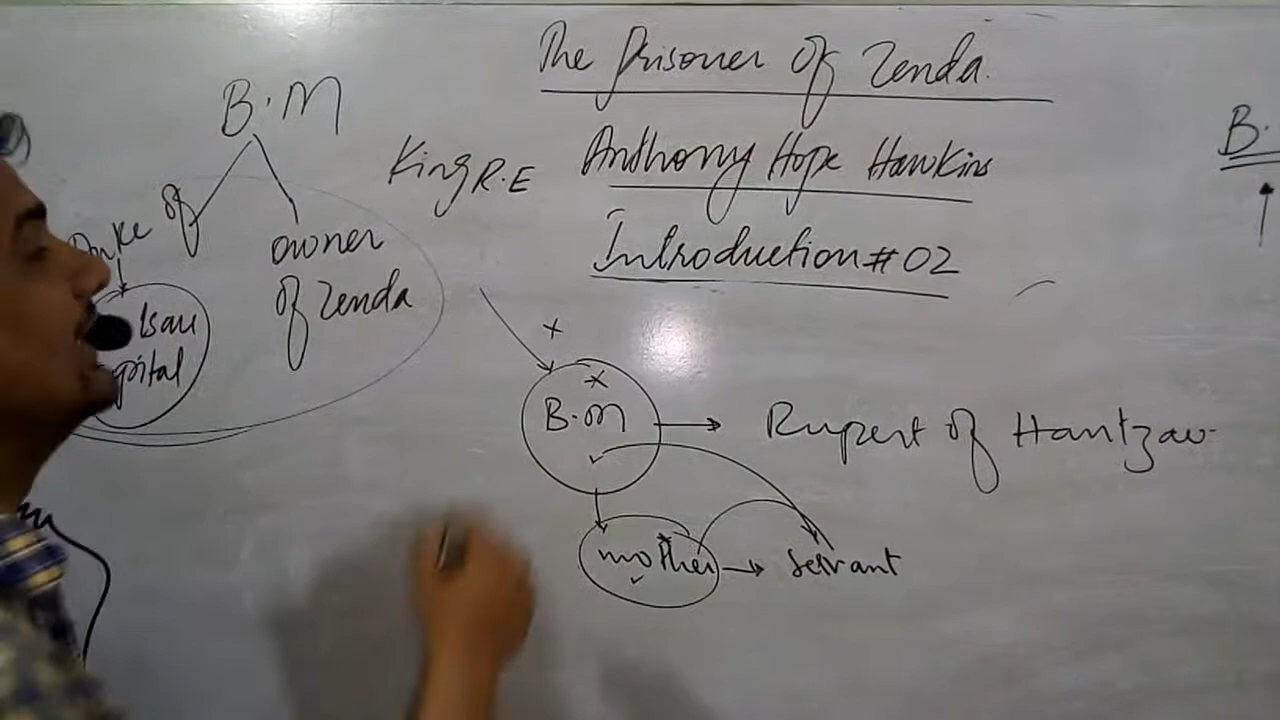 The Prisoner Of Zenda.
Anthony Hope Hawkins
Introduction # 02
B.M
King R.E
of
owner
of Zenda
B.
B.M
Rupert of Hantzau
mother
servant